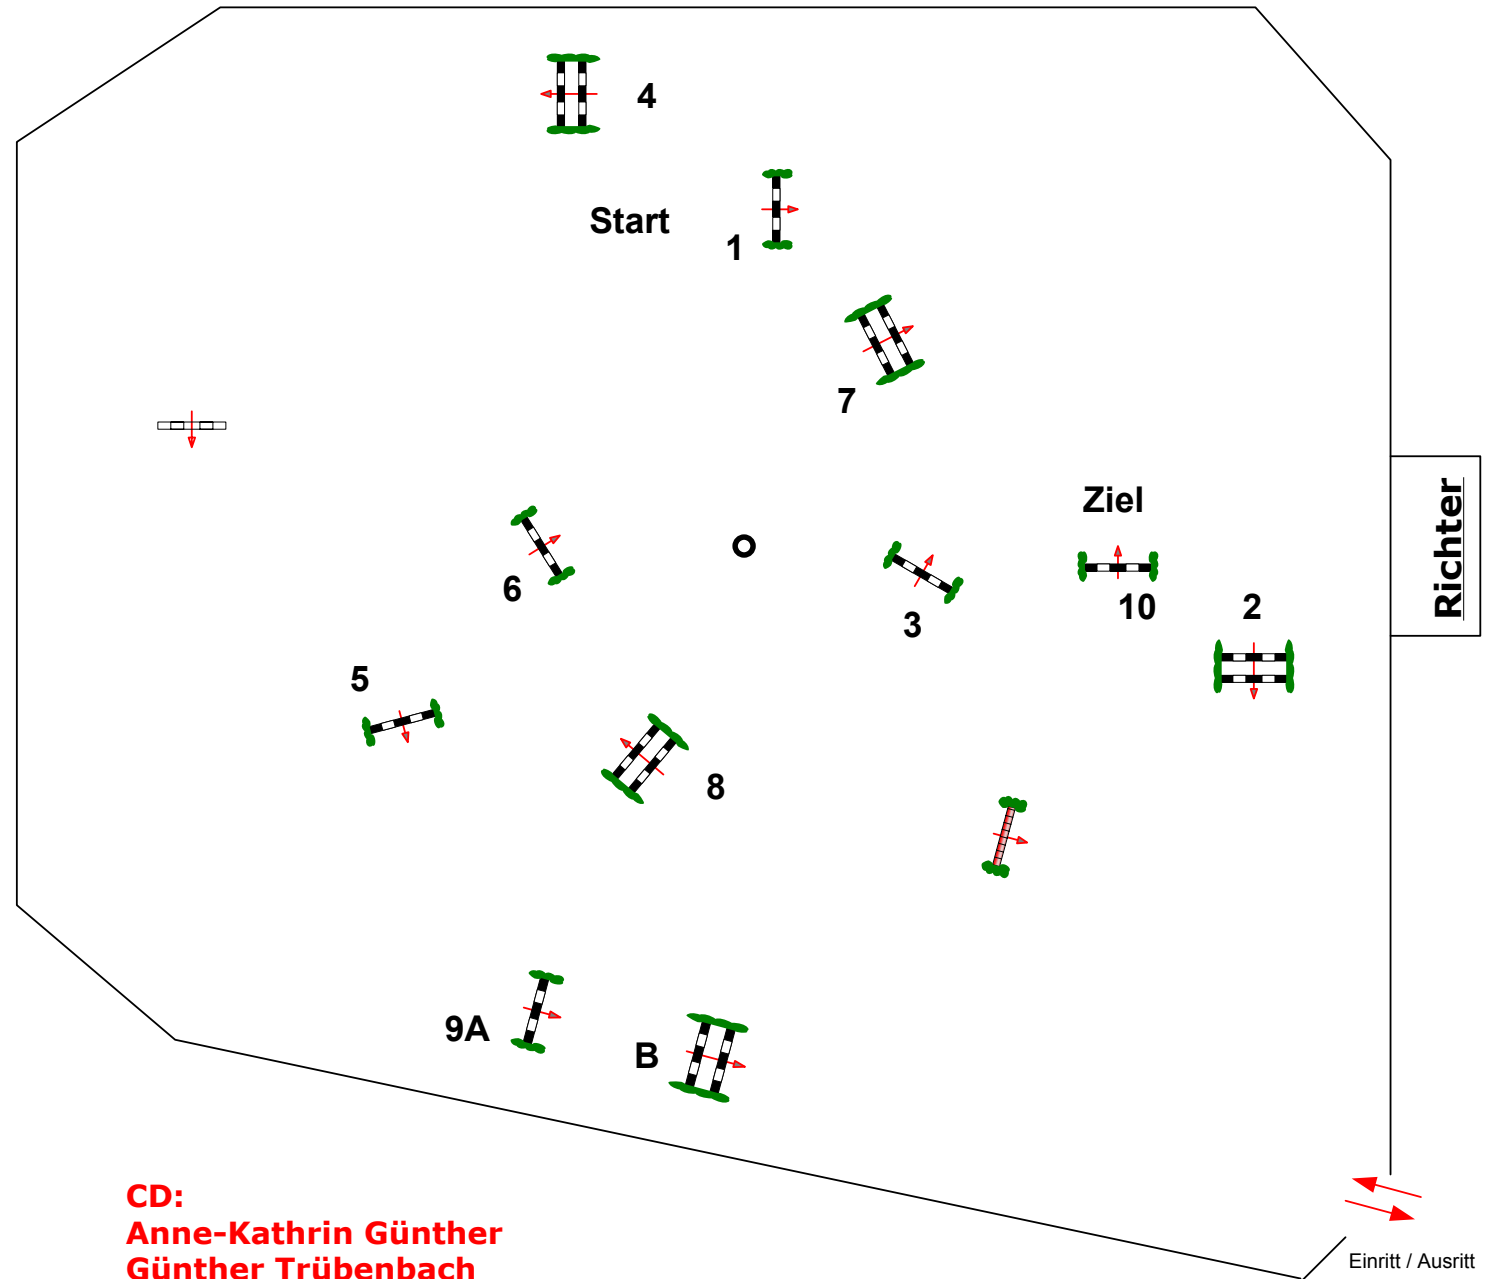 4
Start
1
7
Ziel
Richter
6
3
10
2
5
8
9A
B
CD:
Anne-Kathrin Günther
Günther Trübenbach
Einritt / Ausritt